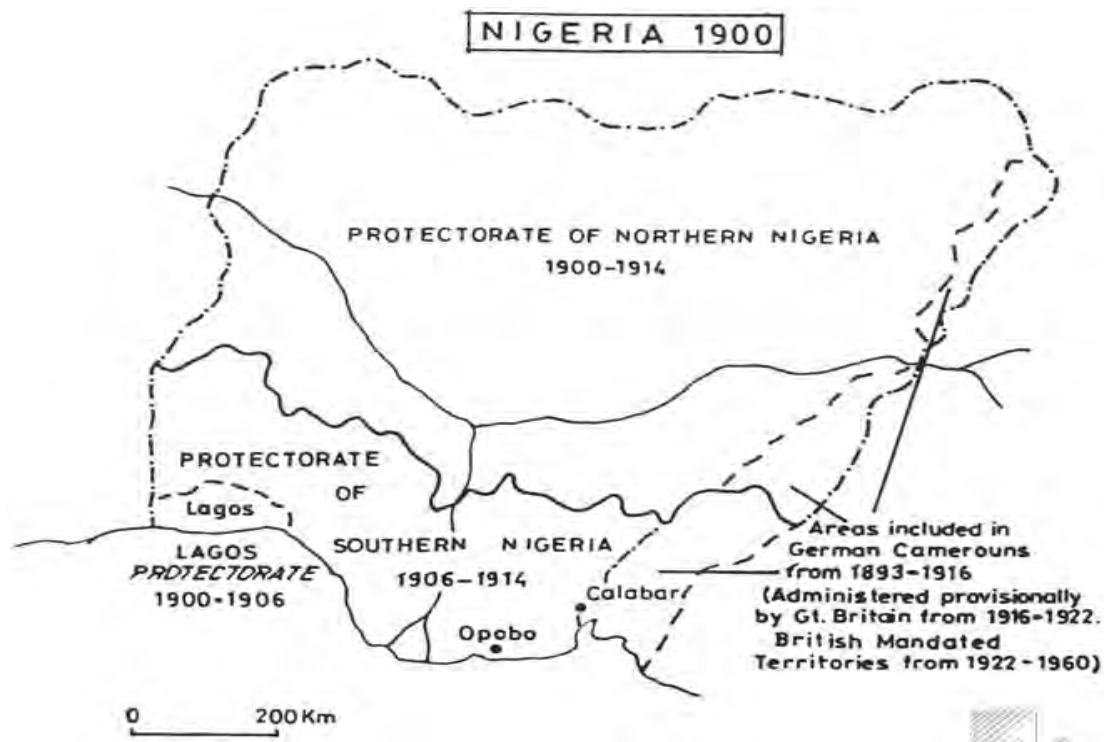 NIGERIA 1900
PROTECTORATE OF NORTHERN NIGERIA
1900-1914
PROTECTORATE
OF
SOUTHERN NIGERIA
1906-1914
Lagos
LAGOS
PROTECTORATE
1900-1906
Opobo
Calabar
Areas included in
German Camerouns
from 1893-1916
(Administered provisionally
by Gt. Britain from 1916-1922.
British Mandated
Territories from 1922-1960)
0 200 Km